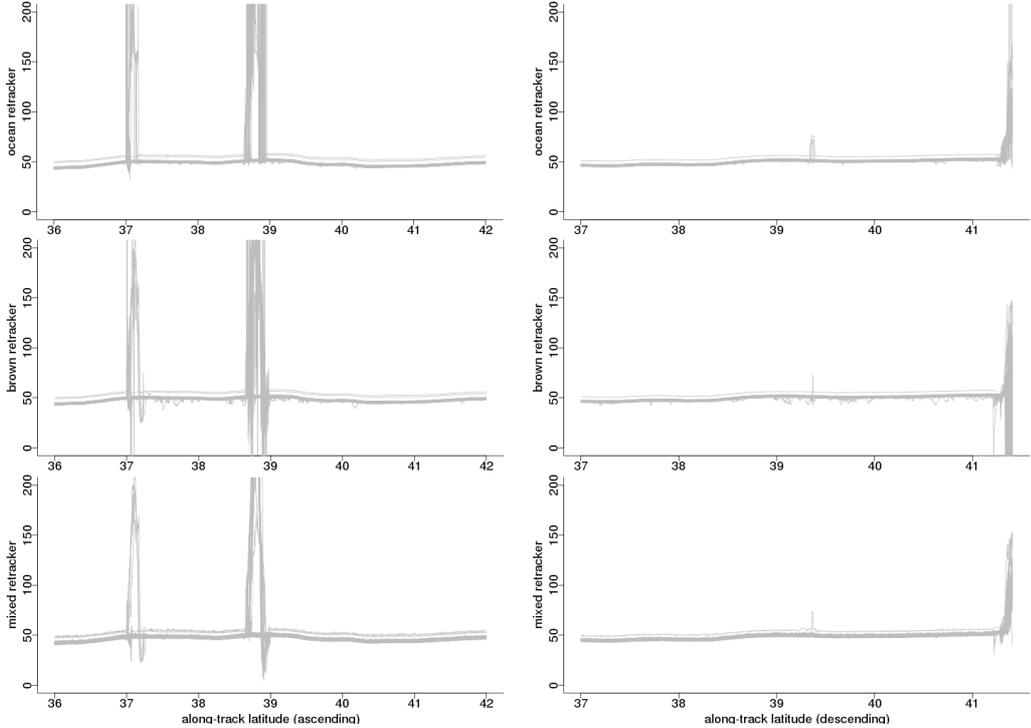 ocean retracker
0 50 100 150 200
36 37 38 39 40 41 42
ocean retracker
0 50 100 150 200
37 38 39 40 41
brown retracker
0 50 100 150 200
36 37 38 39 40 41 42
brown retracker
0 50 100 150 200
37 38 39 40 41
mixed retracker
0 50 100 150 200
36 37 38 39 40 41 42
along-track latitude (ascending)
mixed retracker
0 50 100 150 200
37 38 39 40 41
along-track latitude (descending)